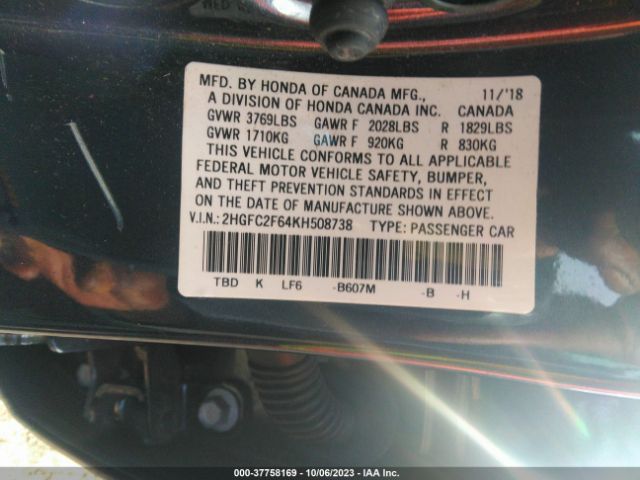 MFD. BY HONDA OF CANADA MFG., 11/'18
A DIVISION OF HONDA CANADA INC. CANADA
GVWR 3769LBS GAWR F 2028LBS R 1829LBS
GVWR 1710KG GAWR F 920KG R 830KG
THIS VEHICLE CONFORMS TO ALL APPLICABLE
FEDERAL MOTOR VEHICLE SAFETY, BUMPER,
AND THEFT PREVENTION STANDARDS IN EFFECT
ON THE DATE OF MANUFACTURE SHOWN ABOVE.
V.I.N.: 2HGFC2F64KH508738 TYPE: PASSENGER CAR
TBD K LF6 -B607M -B -H
000-37758169 - 10/06/2023 - IAA Inc.